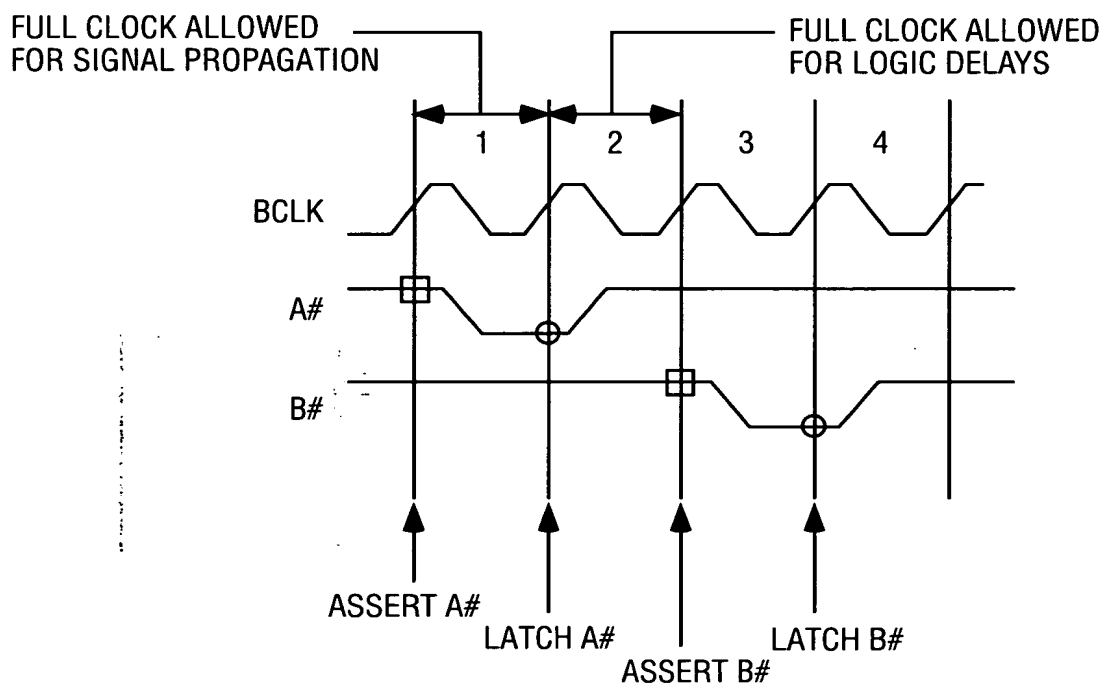 FULL CLOCK ALLOWED
FOR SIGNAL PROPAGATION
FULL CLOCK ALLOWED
FOR LOGIC DELAYS
1
2
3
4
BCLK
A#
B#
ASSERT A#
LATCH A#
ASSERT B#
LATCH B#